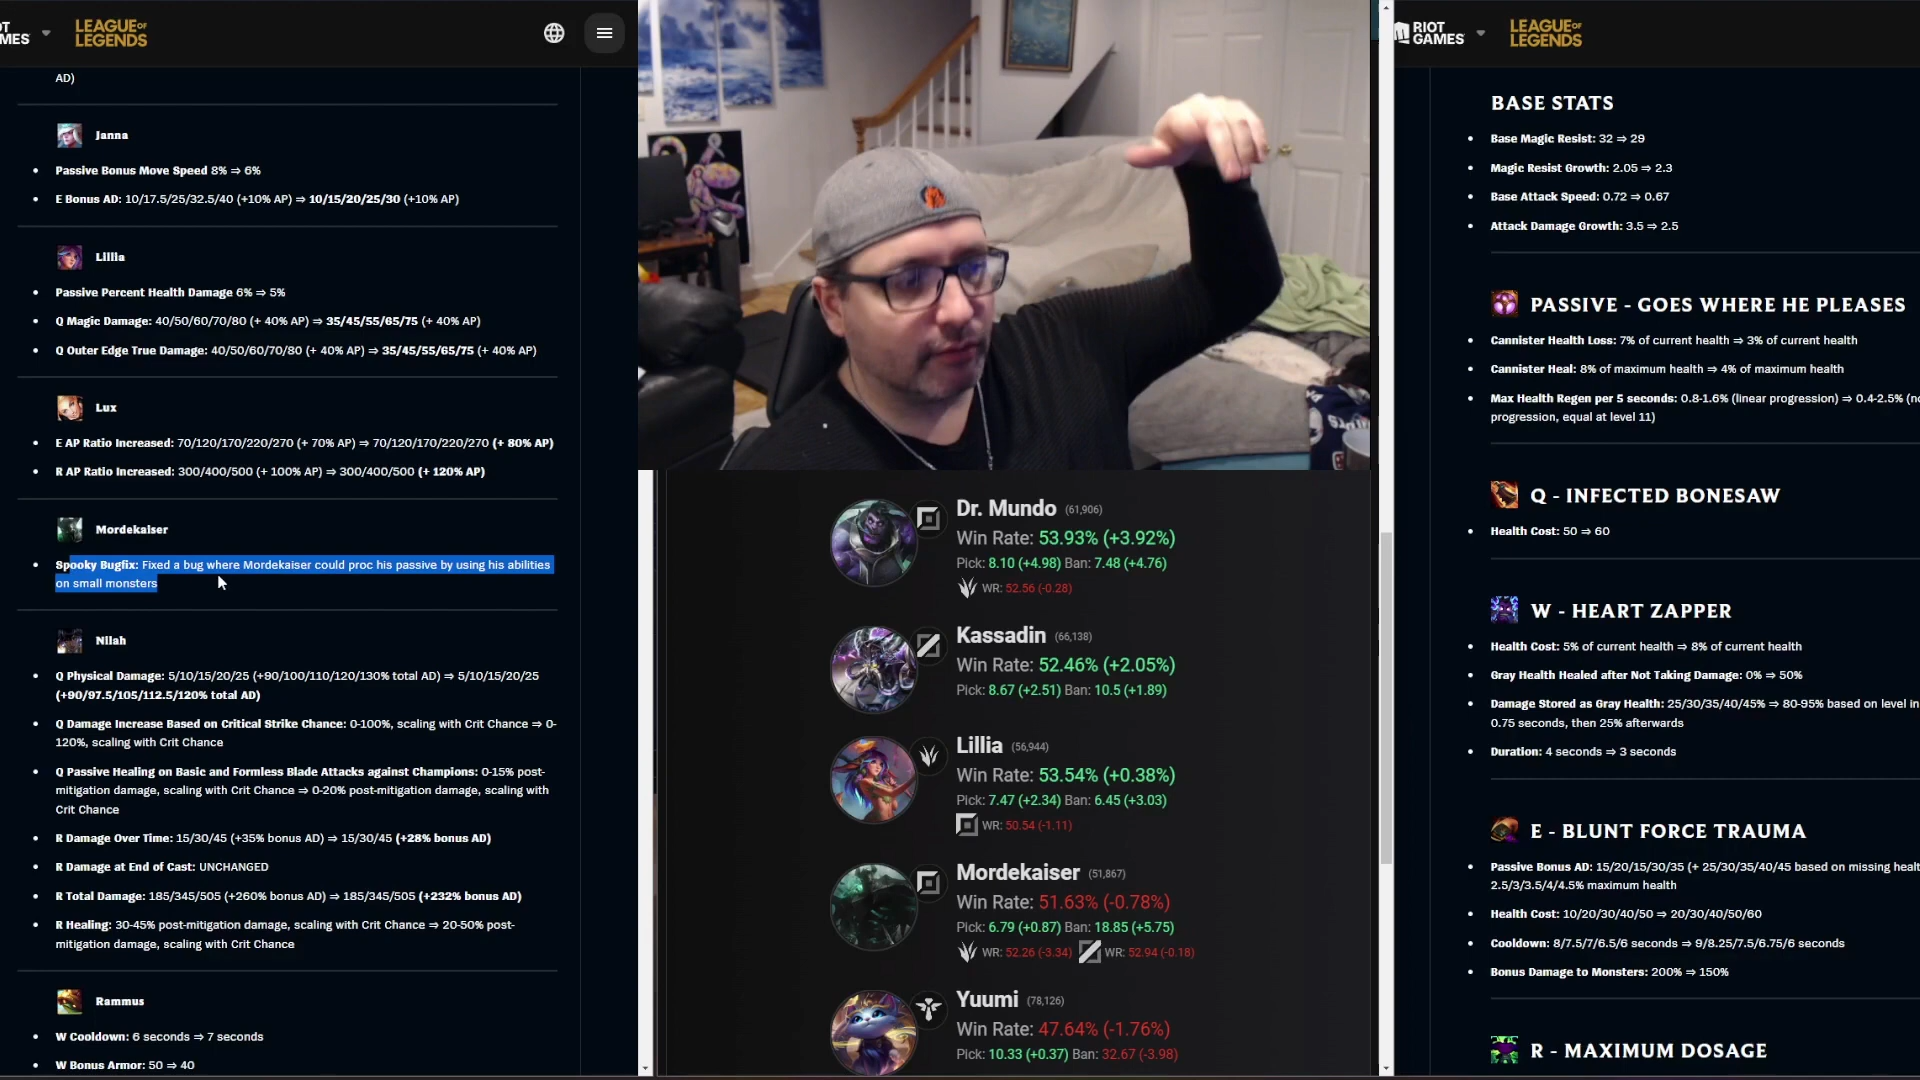 OT
MES
LEAGUE OF
LEGENDS
AD)
Janna
Passive Bonus Move Speed 8% ⇒ 6%
E Bonus AD: 10/17.5/25/32.5/40 (+10% AP) ⇒ 10/15/20/25/30 (+10% AP)
Lillia
Passive Percent Health Damage 6% ⇒ 5%
Q Magic Damage: 40/50/60/70/80 (+ 40% AP) ⇒ 35/45/55/65/75 (+ 40% AP)
Q Outer Edge True Damage: 40/50/60/70/80 (+ 40% AP) ⇒ 35/45/55/65/75 (+ 40% AP)
Lux
E AP Ratio Increased: 70/120/170/220/270 (+ 70% AP) ⇒ 70/120/170/220/270 (+ 80% AP)
R AP Ratio Increased: 300/400/500 (+ 100% AP) ⇒ 300/400/500 (+ 120% AP)
Mordekaiser
Spooky Bugfix: Fixed a bug where Mordekaiser could proc his passive by using his abilities
on small monsters
Nilah
Q Physical Damage: 5/10/15/20/25 (+90/100/110/120/130% total AD) ⇒ 5/10/15/20/25
(+90/97.5/105/112.5/120% total AD)
Q Damage Increase Based on Critical Strike Chance: 0-100%, scaling with Crit Chance ⇒ 0-
120%, scaling with Crit Chance
Q Passive Healing on Basic and Formless Blade Attacks against Champions: 0-15% post-
mitigation damage, scaling with Crit Chance ⇒ 0-20% post-mitigation damage, scaling with
Crit Chance
R Damage Over Time: 15/30/45 (+35% bonus AD) ⇒ 15/30/45 (+28% bonus AD)
R Damage at End of Cast: UNCHANGED
R Total Damage: 185/345/505 (+260% bonus AD) ⇒ 185/345/505 (+232% bonus AD)
R Healing: 30-45% post-mitigation damage, scaling with Crit Chance ⇒ 20-50% post-
mitigation damage, scaling with Crit Chance
Rammus
W Cooldown: 6 seconds ⇒ 7 seconds
W Bonus Armor: 50 ⇒ 40
Dr. Mundo (61,906)
Win Rate: 53.93% (+3.92%)
Pick: 8.10 (+4.98) Ban: 7.48 (+4.76)
WR: 52.56 (-0.28)
Kassadin (66,138)
Win Rate: 52.46% (+2.05%)
Pick: 8.67 (+2.51) Ban: 10.5 (+1.89)
Lillia (56,944)
Win Rate: 53.54% (+0.38%)
Pick: 7.47 (+2.34) Ban: 6.45 (+3.03)
WR: 50.54 (-1.11)
Mordekaiser (51,867)
Win Rate: 51.63% (-0.78%)
Pick: 6.79 (+0.87) Ban: 18.85 (+5.75)
WR: 52.26 (-3.34) WR: 52.94 (-0.18)
Yuumi (78,126)
Win Rate: 47.64% (-1.76%)
Pick: 10.33 (+0.37) Ban: 32.67 (-3.98)
RIOT
GAMES
LEAGUE OF
LEGENDS
BASE STATS
Base Magic Resist: 32 ⇒ 29
Magic Resist Growth: 2.05 ⇒ 2.3
Base Attack Speed: 0.72 ⇒ 0.67
Attack Damage Growth: 3.5 ⇒ 2.5
PASSIVE - GOES WHERE HE PLEASES
Cannister Health Loss: 7% of current health ⇒ 3% of current health
Cannister Heal: 8% of maximum health ⇒ 4% of maximum health
Max Health Regen per 5 seconds: 0.8-1.6% (linear progression) ⇒ 0.4-2.5% (no
progression, equal at level 11)
Q - INFECTED BONESAW
Health Cost: 50 ⇒ 60
W - HEART ZAPPER
Health Cost: 5% of current health ⇒ 8% of current health
Gray Health Healed after Not Taking Damage: 0% ⇒ 50%
Damage Stored as Gray Health: 25/30/35/40/45% ⇒ 80-95% based on level in
0.75 seconds, then 25% afterwards
Duration: 4 seconds ⇒ 3 seconds
E - BLUNT FORCE TRAUMA
Passive Bonus AD: 15/20/15/30/35 (+ 25/30/35/40/45 based on missing healt
2.5/3/3.5/4/4.5% maximum health
Health Cost: 10/20/30/40/50 ⇒ 20/30/40/50/60
Cooldown: 8/7.5/7/6.5/6 seconds ⇒ 9/8.25/7.5/6.75/6 seconds
Bonus Damage to Monsters: 200% ⇒ 150%
R - MAXIMUM DOSAGE